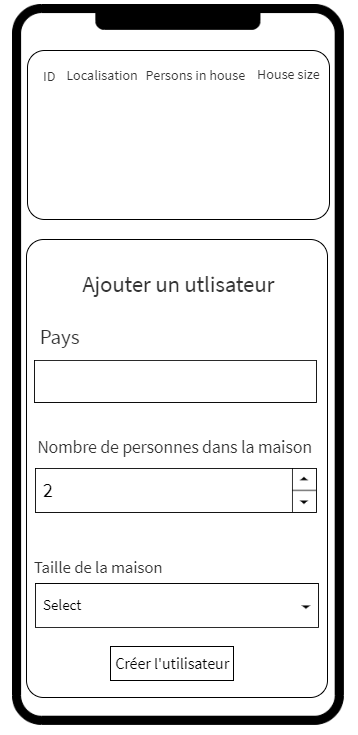 ID Localisation Persons in house House size
Ajouter un utlisateur
Pays
Nombre de personnes dans la maison
2
Taille de la maison
Select
Créer l'utilisateur